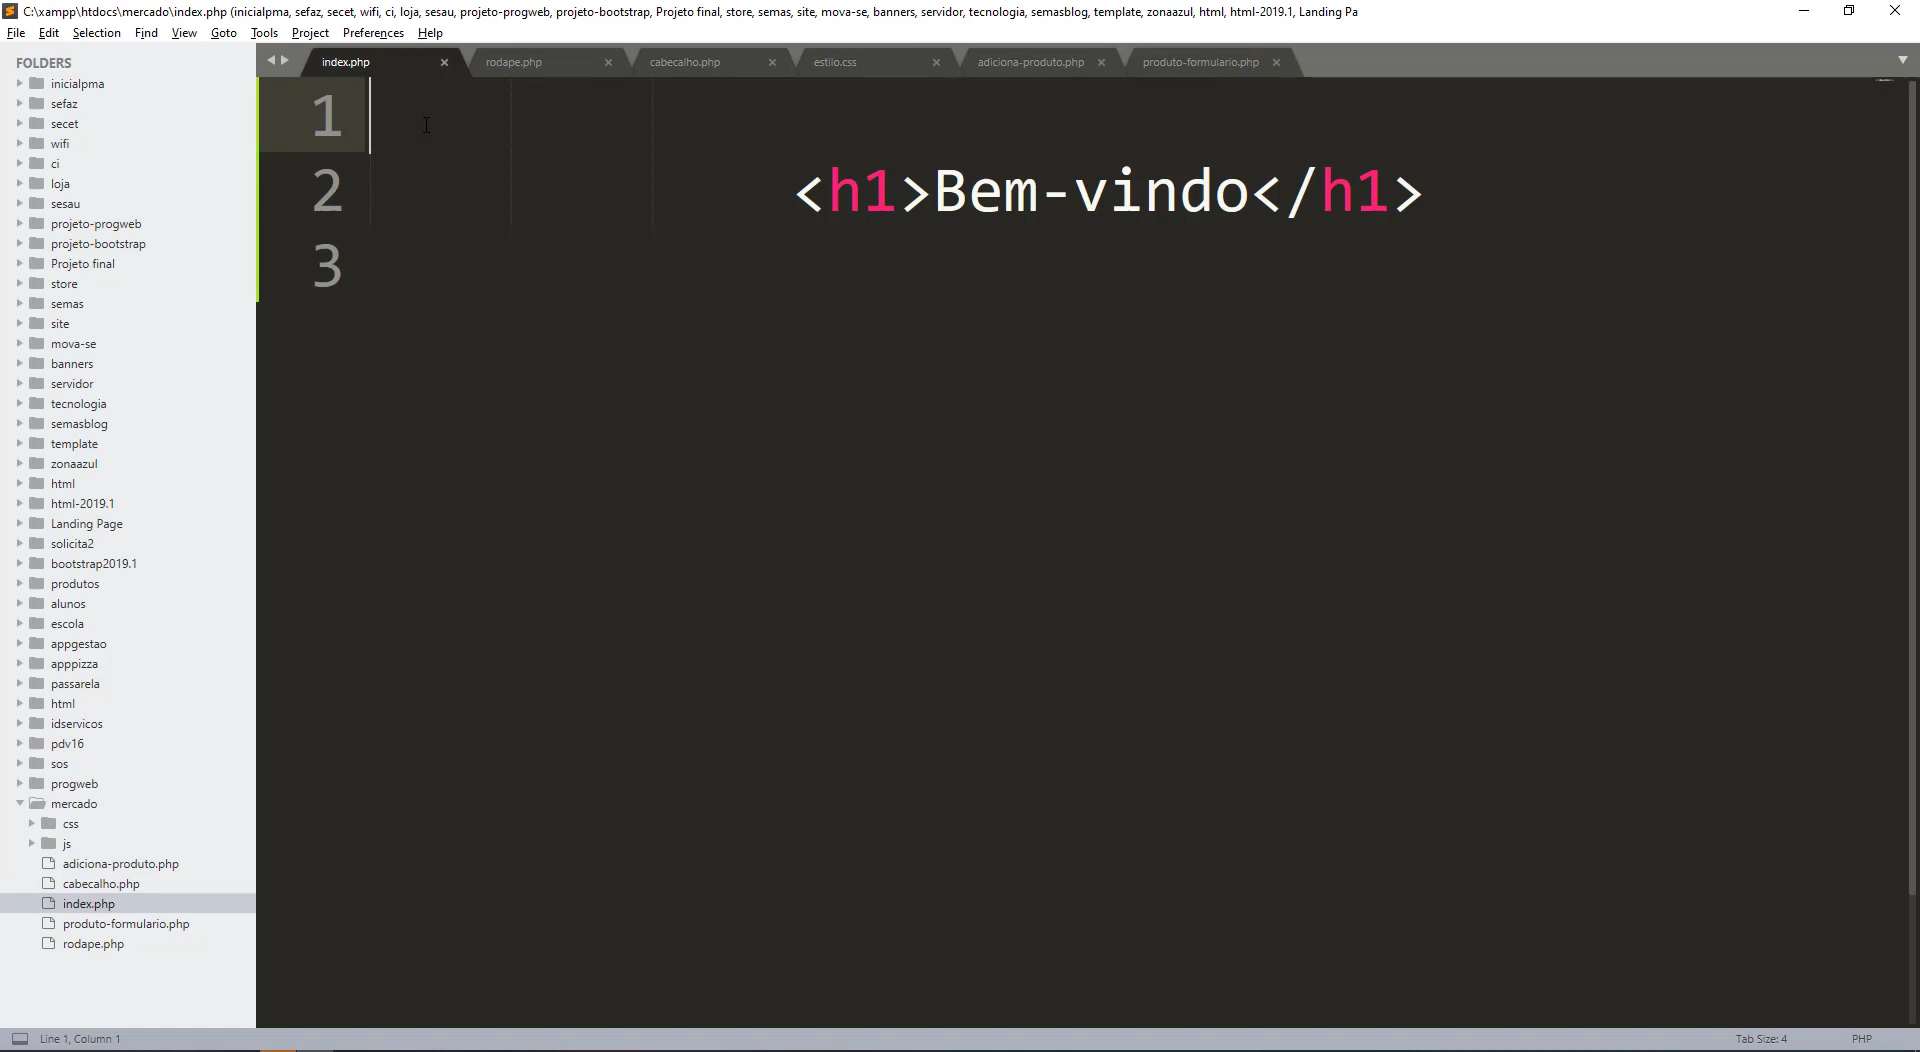 C:\xampp\htdocs\mercado\index.php (inicialpma, sefaz, secet, wifi, ci, loja, sesau, projeto-progweb, projeto-bootstrap, Projeto final, store, semas, site, mova-se, banners, servidor, tecnologia, semasblog, template, zonaazul, html, html-2019.1, Landing Pa
File Edit Selection Find View Goto Tools Project Preferences Help
FOLDERS
inicialpma
sefaz
secet
wifi
ci
loja
sesau
projeto-progweb
projeto-bootstrap
Projeto final
store
semas
site
mova-se
banners
servidor
tecnologia
semasblog
template
zonaazul
html
html-2019.1
Landing Page
solicita2
bootstrap2019.1
produtos
alunos
escola
appgestao
apppizza
passarela
html
idservicos
pdv16
sos
progweb
mercado
css
js
adiciona-produto.php
cabecalho.php
index.php
produto-formulario.php
rodape.php
index.php rodape.php cabecalho.php estilo.css adiciona-produto.php produto-formulario.php
1
2 <h1>Bem-vindo</h1>
3
Line 1, Column 1 Tab Size: 4 PHP